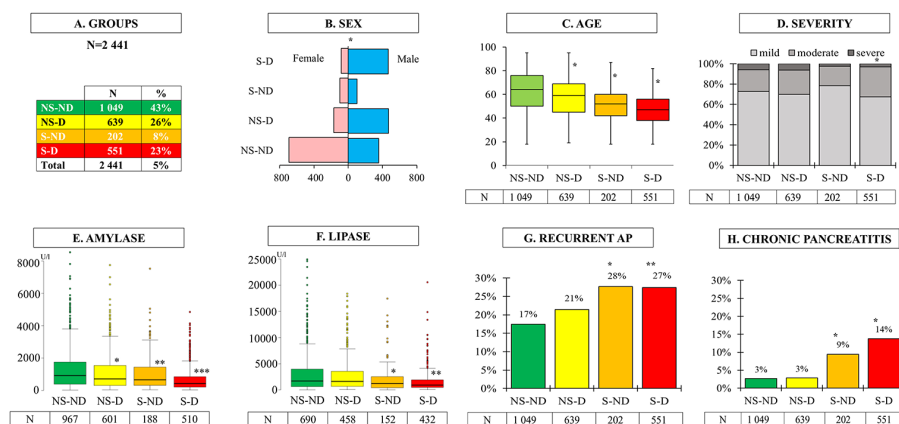 A. GROUPS
N=2 441
N %
NS-ND 1 049 43%
NS-D 639 26%
S-ND 202 8%
S-D 551 23%
Total 2 441 5%
B. SEX
*
Female Male
S-D
S-ND
NS-D
NS-ND
800 400 0 400 800
C. AGE
100
80
60
40
20
0
* * *
NS-ND NS-D S-ND S-D
N 1 049 639 202 551
D. SEVERITY
mild moderate severe
*
100%
80%
60%
40%
20%
0%
NS-ND NS-D S-ND S-D
N 1 049 639 202 551
E. AMYLASE
U/l
8000
6000
4000
2000
0
* ** ***
NS-ND NS-D S-ND S-D
N 967 601 188 510
F. LIPASE
U/l
25000
20000
15000
10000
5000
0
* **
NS-ND NS-D S-ND S-D
N 690 458 152 432
G. RECURRENT AP
30%
25%
20%
15%
10%
5%
0%
* **
17% 21% 28% 27%
NS-ND NS-D S-ND S-D
N 1 049 639 202 551
H. CHRONIC PANCREATITIS
30%
25%
20%
15%
10%
5%
0%
* *
3% 3% 9% 14%
NS-ND NS-D S-ND S-D
N 1 049 639 202 551